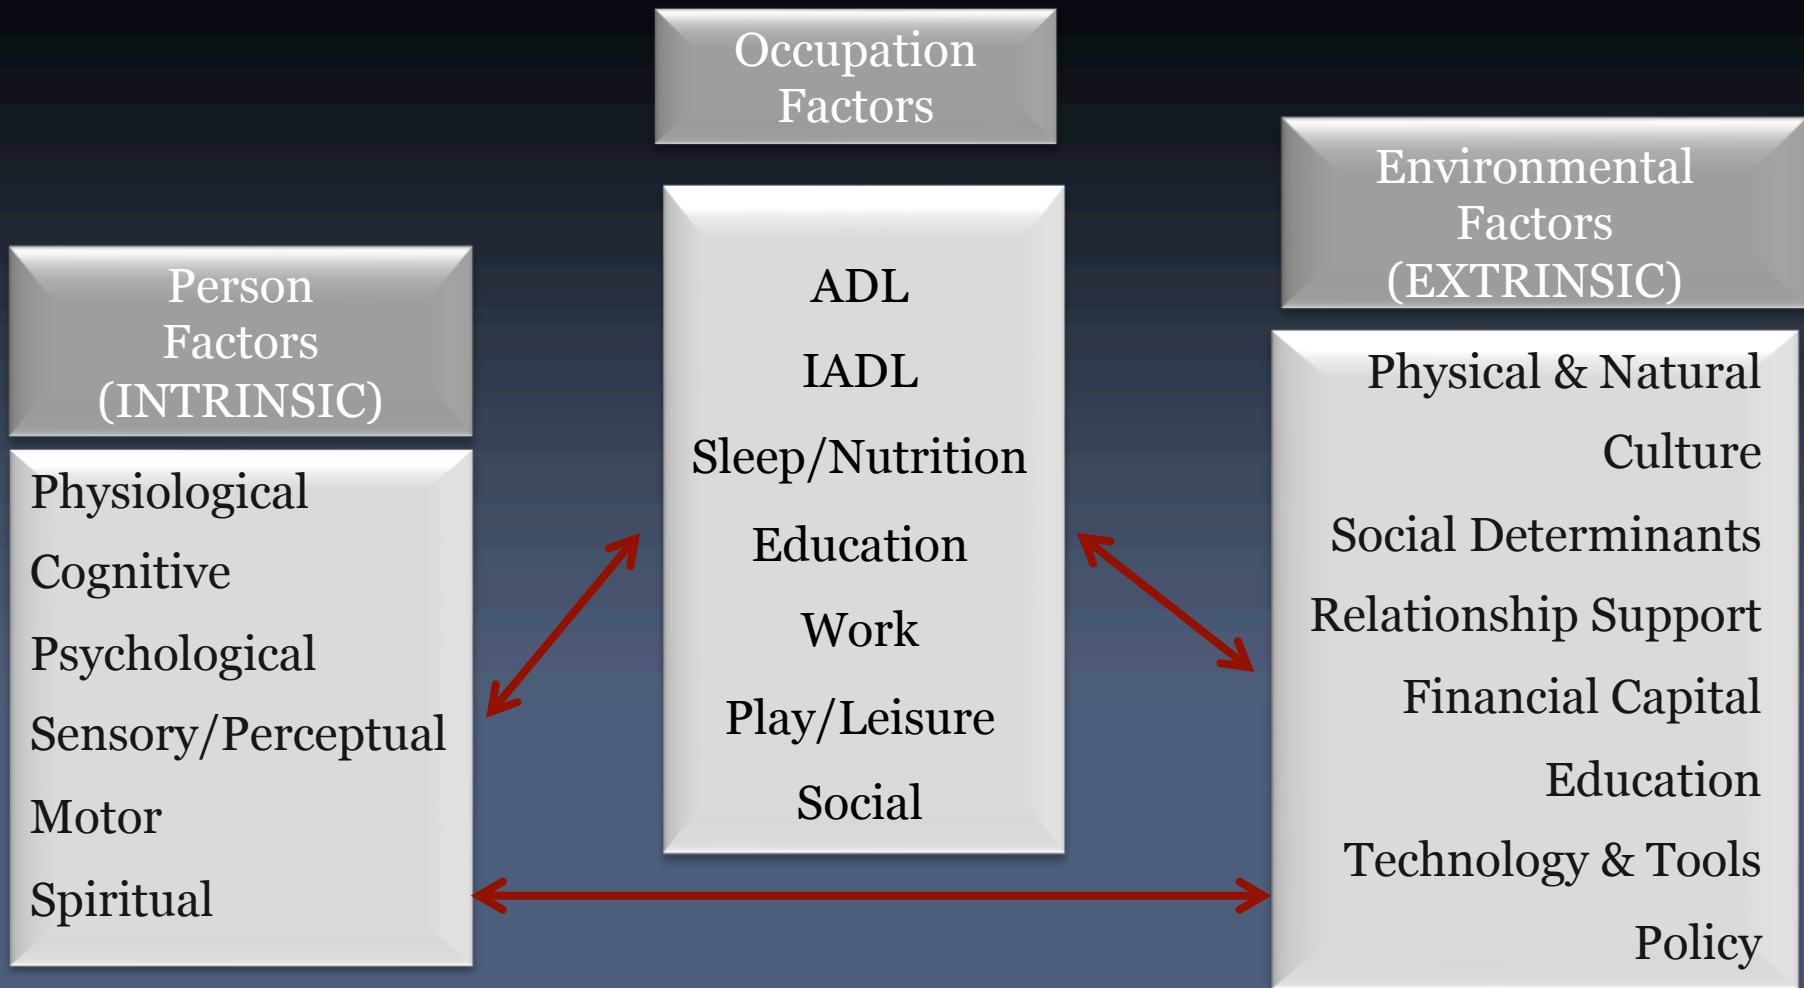 Occupation
Factors
ADL
IADL
Sleep/Nutrition
Education
Work
Play/Leisure
Social
Person
Factors
(INTRINSIC)
Physiological
Cognitive
Psychological
Sensory/Perceptual
Motor
Spiritual
Environmental
Factors
(EXTRINSIC)
Physical & Natural
Culture
Social Determinants
Relationship Support
Financial Capital
Education
Technology & Tools
Policy